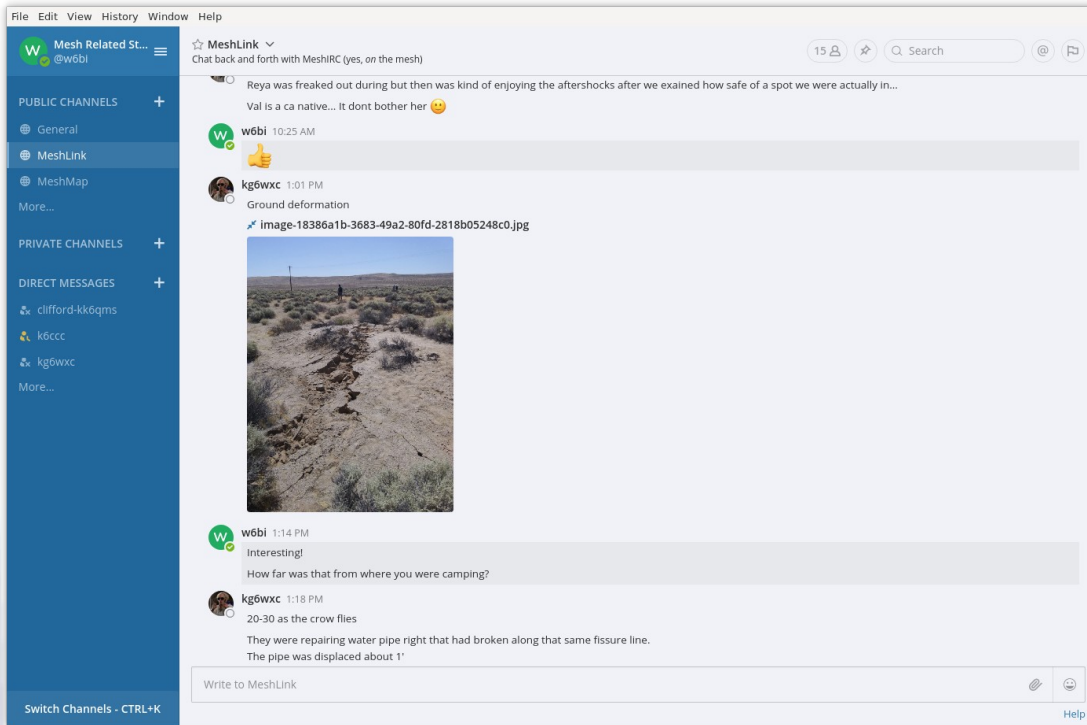 File Edit View History Window Help
W
Mesh Related St...
@w6bi
PUBLIC CHANNELS +
General
MeshLink
MeshMap
More...
PRIVATE CHANNELS +
DIRECT MESSAGES +
clifford-kk6qms
k6ccc
kg6wxc
More...
Switch Channels - CTRL+K
MeshLink
Chat back and forth with MeshIRC (yes, on the mesh)
15
Search
@
Reya was freaked out during but then was kind of enjoying the aftershocks after we exained how safe of a spot we were actually in...
Val is a ca native... It dont bother her 🙂
W
w6bi 10:25 AM
👍
kg6wxc 1:01 PM
Ground deformation
image-18386a1b-3683-49a2-80fd-2818b05248c0.jpg
W
w6bi 1:14 PM
Interesting!
How far was that from where you were camping?
kg6wxc 1:18 PM
20-30 as the crow flies
They were repairing water pipe right that had broken along that same fissure line.
The pipe was displaced about 1'
Write to MeshLink
Help